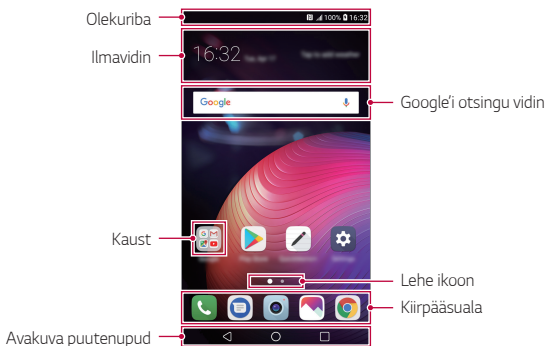 Olekuriba
100% 16:32
Ilmavidin
16:32
Google
Google'i otsingu vidin
Kaust
Lehe ikoon
Kiirpääsuala
Avakuva puutenupud